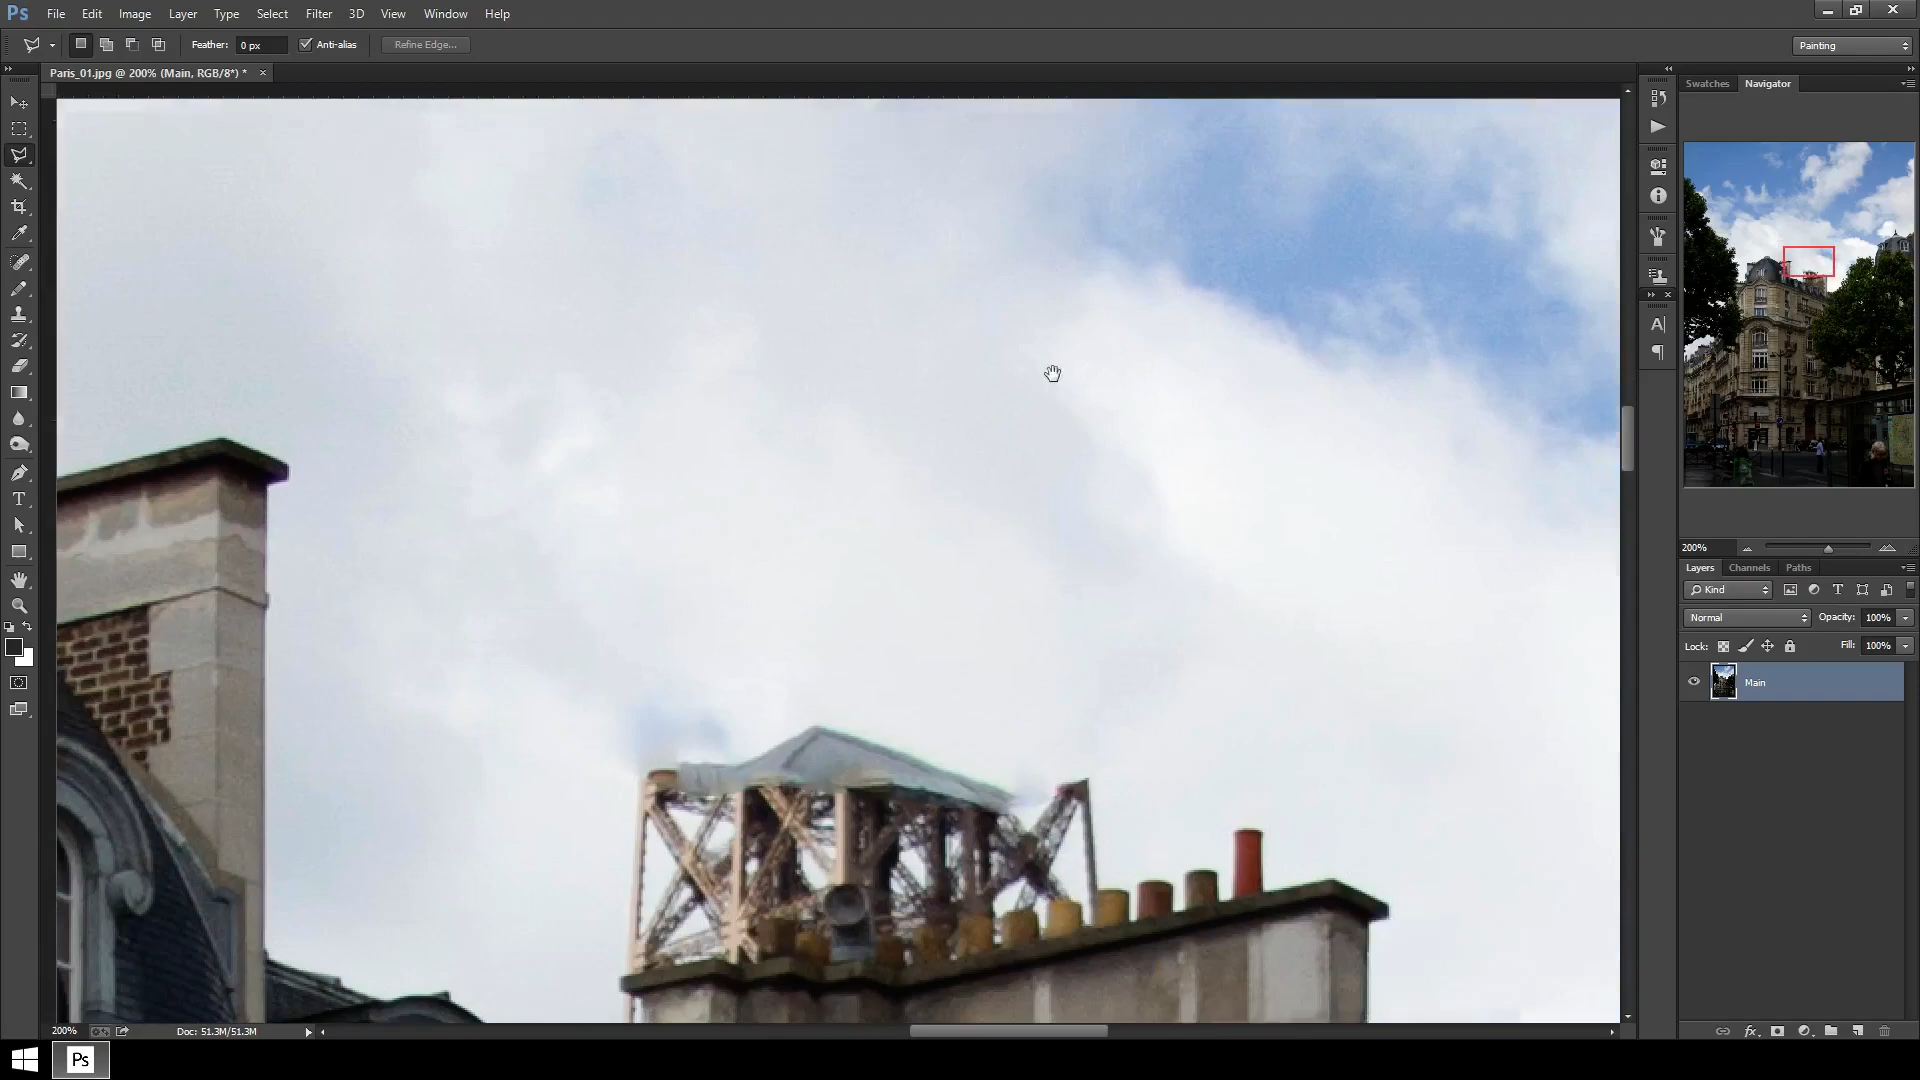 Ps File Edit Image Layer Type Select Filter 3D View Window Help
Feather: 0 px Anti-alias Refine Edge... Painting
Paris_01.jpg @ 200% (Main, RGB/8*) * ×
Swatches Navigator
200%
Layers Channels Paths
Kind
Normal Opacity: 100%
Lock: Fill: 100%
Main
200% Doc: 51.3M/51.3M
Ps